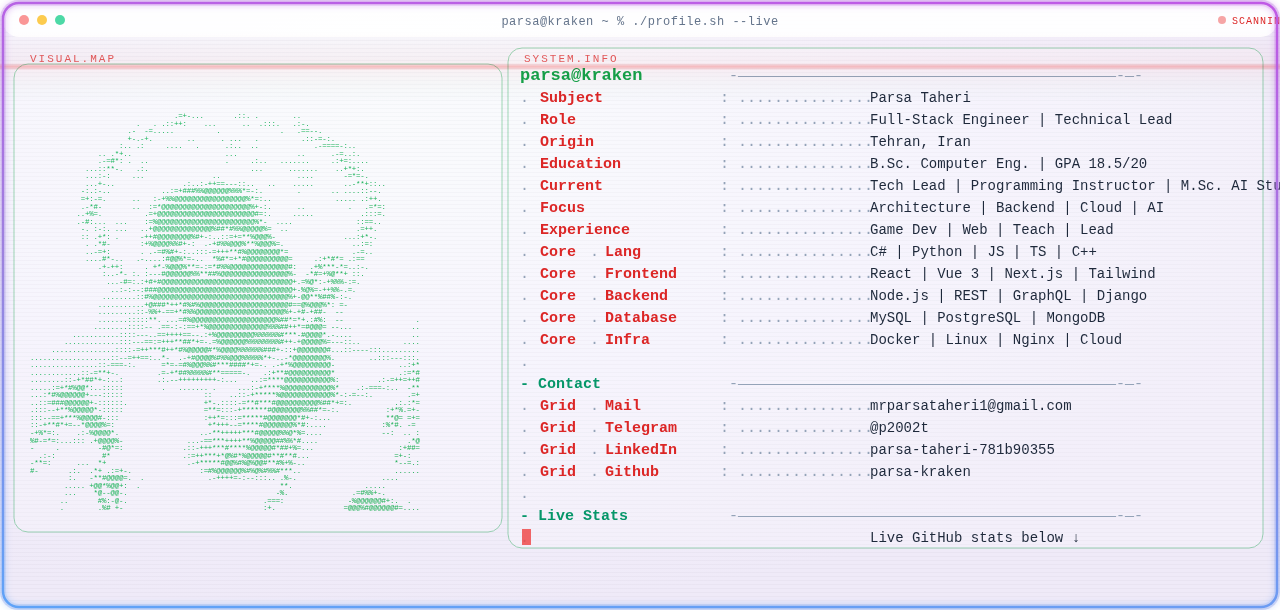 parsa@kraken ~ % ./profile.sh --live
VISUAL.MAP
SYSTEM.INFO
parsa@kraken
. Subject : ...............Parsa Taheri
. Role : ...............Full-Stack Engineer | Technical Lead
. Origin : ...............Tehran, Iran
. Education : ...............B.Sc. Computer Eng. | GPA 18.5/20
. Current : ...............Tech Lead | Programming Instructor | M.Sc. AI
. Focus : ...............Architecture | Backend | Cloud | AI
. Experience : ...............Game Dev | Web | Teach | Lead
. Core . Lang : ...............C# | Python | JS | TS | C++
. Core . Frontend : ...............React | Vue 3 | Next.js | Tailwind
. Core . Backend : ...............Node.js | REST | GraphQL | Django
. Core . Database : ...............MySQL | PostgreSQL | MongoDB
. Core . Infra : ...............Docker | Linux | Nginx | Cloud
.
- Contact
. Grid . Mail : ...............mrparsataheri1@gmail.com
. Grid . Telegram : ...............@p2002t
. Grid . LinkedIn : ...............parsa-taheri-781b90355
. Grid . Github : ...............parsa-kraken
.
- Live Stats
Live GitHub stats below ↓